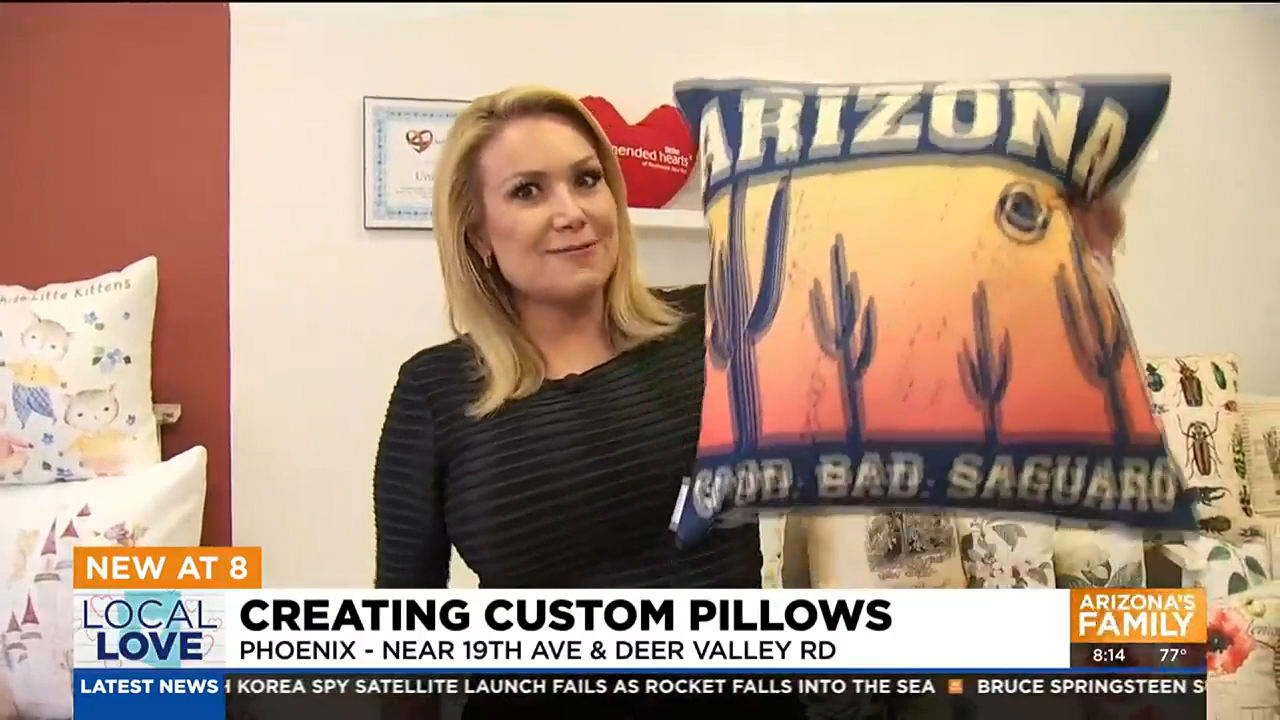 ARIZONA
mended hearts
little
GOOD. BAD. SAGUARO
Kittens
NEW AT 8
LOCAL
LOVE
CREATING CUSTOM PILLOWS
PHOENIX - NEAR 19TH AVE & DEER VALLEY RD
ARIZONA'S
FAMILY
8:14 77°
LATEST NEWS KOREA SPY SATELLITE LAUNCH FAILS AS ROCKET FALLS INTO THE SEA BRUCE SPRINGSTEEN